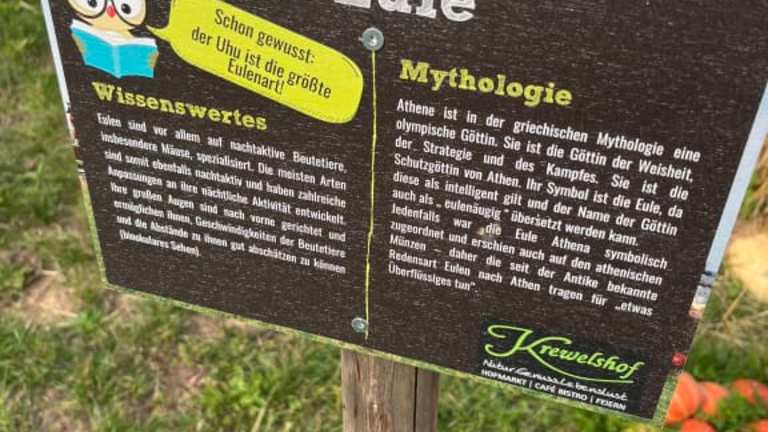 Eule
Schon gewusst:
der Uhu ist die größte
Eulenart!
Wissenswertes
Eulen sind vor allem auf nachtaktive Beutetiere,
insbesondere Mäuse, spezialisiert. Die meisten Arten
sind somit ebenfalls nachtaktiv und haben zahlreiche
Anpassungen an ihre nächtliche Aktivität entwickelt.
Ihre großen Augen sind nach vorne gerichtet und
ermöglichen ihnen, Geschwindigkeiten der Beutetiere
und die Abstände zu ihnen gut abschätzen zu können
(binokulares Sehen).
Mythologie
Athene ist in der griechischen Mythologie eine
olympische Göttin. Sie ist die Göttin der Weisheit,
der Strategie und des Kampfes. Sie ist die
Schutzgöttin von Athen. Ihr Symbol ist die Eule, da
diese als intelligent gilt und der Name der Göttin
auch als „eulenäugig" übersetzt werden kann.
Jedenfalls war die Eule Athena symbolisch
zugeordnet und erschien auch auf den athenischen
Münzen - daher die seit der Antike bekannte
Redensart Eulen nach Athen tragen für „etwas
Überflüssiges tun".
Krewelshof
Natur.Genuss.Lebenslust
HOFMARKT | CAFÉ BISTRO | FEIERN